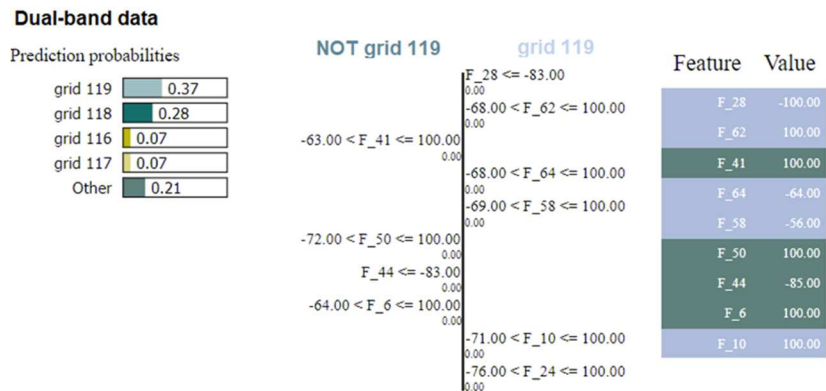 Dual-band data
Prediction probabilities
grid 119 0.37
grid 118 0.28
grid 116 0.07
grid 117 0.07
Other 0.21
NOT grid 119 grid 119
F_28 <= -83.00
0.00
-68.00 < F_62 <= 100.00
0.00
-63.00 < F_41 <= 100.00
0.00
-68.00 < F_64 <= 100.00
0.00
-69.00 < F_58 <= 100.00
0.00
-72.00 < F_50 <= 100.00
0.00
F_44 <= -83.00
0.00
-64.00 < F_6 <= 100.00
0.00
-71.00 < F_10 <= 100.00
0.00
-76.00 < F_24 <= 100.00
0.00
Feature Value
F_28 -100.00
F_62 100.00
F_41 100.00
F_64 -64.00
F_58 -56.00
F_50 100.00
F_44 -85.00
F_6 100.00
F_10 100.00